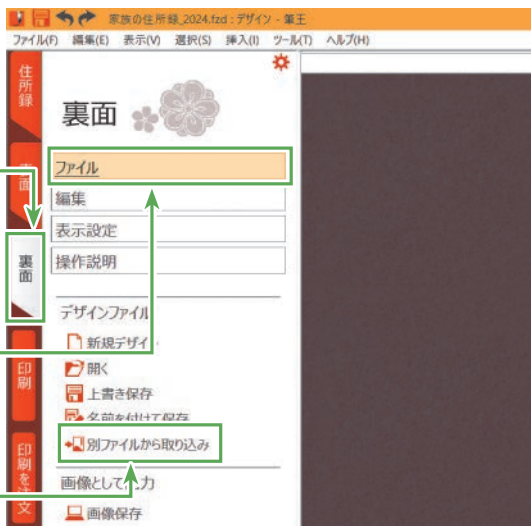 家族の住所録_2024.fzd : デザイン - 筆王
ファイル(F) 編集(E) 表示(V) 選択(S) 挿入(I) ツール(T) ヘルプ(H)
住所録
裏面
ファイル
編集
表示設定
裏面
操作説明
デザインファイル
新規デザイ
印刷
開く
上書き保存
名前を付けて保存
別ファイルから取り込み
印刷を注文
画像として出力
画像保存